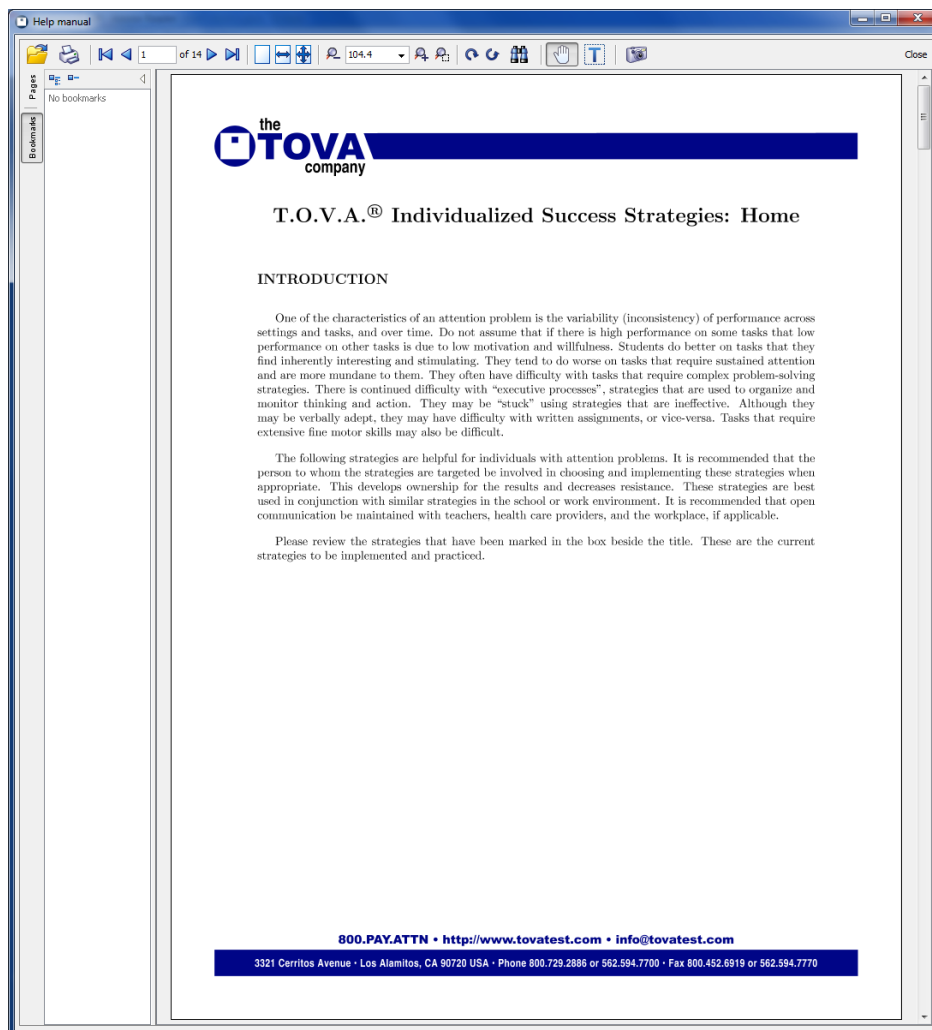 Help manual
1 of 14 104.4 Close
Pages
Bookmarks
No bookmarks
the
TOVA
company
T.O.V.A.® Individualized Success Strategies: Home
INTRODUCTION
One of the characteristics of an attention problem is the variability (inconsistency) of performance across
settings and tasks, and over time. Do not assume that if there is high performance on some tasks that low
performance on other tasks is due to low motivation and willfulness. Students do better on tasks that they
find inherently interesting and stimulating. They tend to do worse on tasks that require sustained attention
and are more mundane to them. They often have difficulty with tasks that require complex problem-solving
strategies. There is continued difficulty with “executive processes”, strategies that are used to organize and
monitor thinking and action. They may be “stuck” using strategies that are ineffective. Although they
may be verbally adept, they may have difficulty with written assignments, or vice-versa. Tasks that require
extensive fine motor skills may also be difficult.
The following strategies are helpful for individuals with attention problems. It is recommended that the
person to whom the strategies are targeted be involved in choosing and implementing these strategies when
appropriate. This develops ownership for the results and decreases resistance. These strategies are best
used in conjunction with similar strategies in the school or work environment. It is recommended that open
communication be maintained with teachers, health care providers, and the workplace, if applicable.
Please review the strategies that have been marked in the box beside the title. These are the current
strategies to be implemented and practiced.
800.PAY.ATTN • http://www.tovatest.com • info@tovatest.com
3321 Cerritos Avenue · Los Alamitos, CA 90720 USA · Phone 800.729.2886 or 562.594.7700 · Fax 800.452.6919 or 562.594.7770